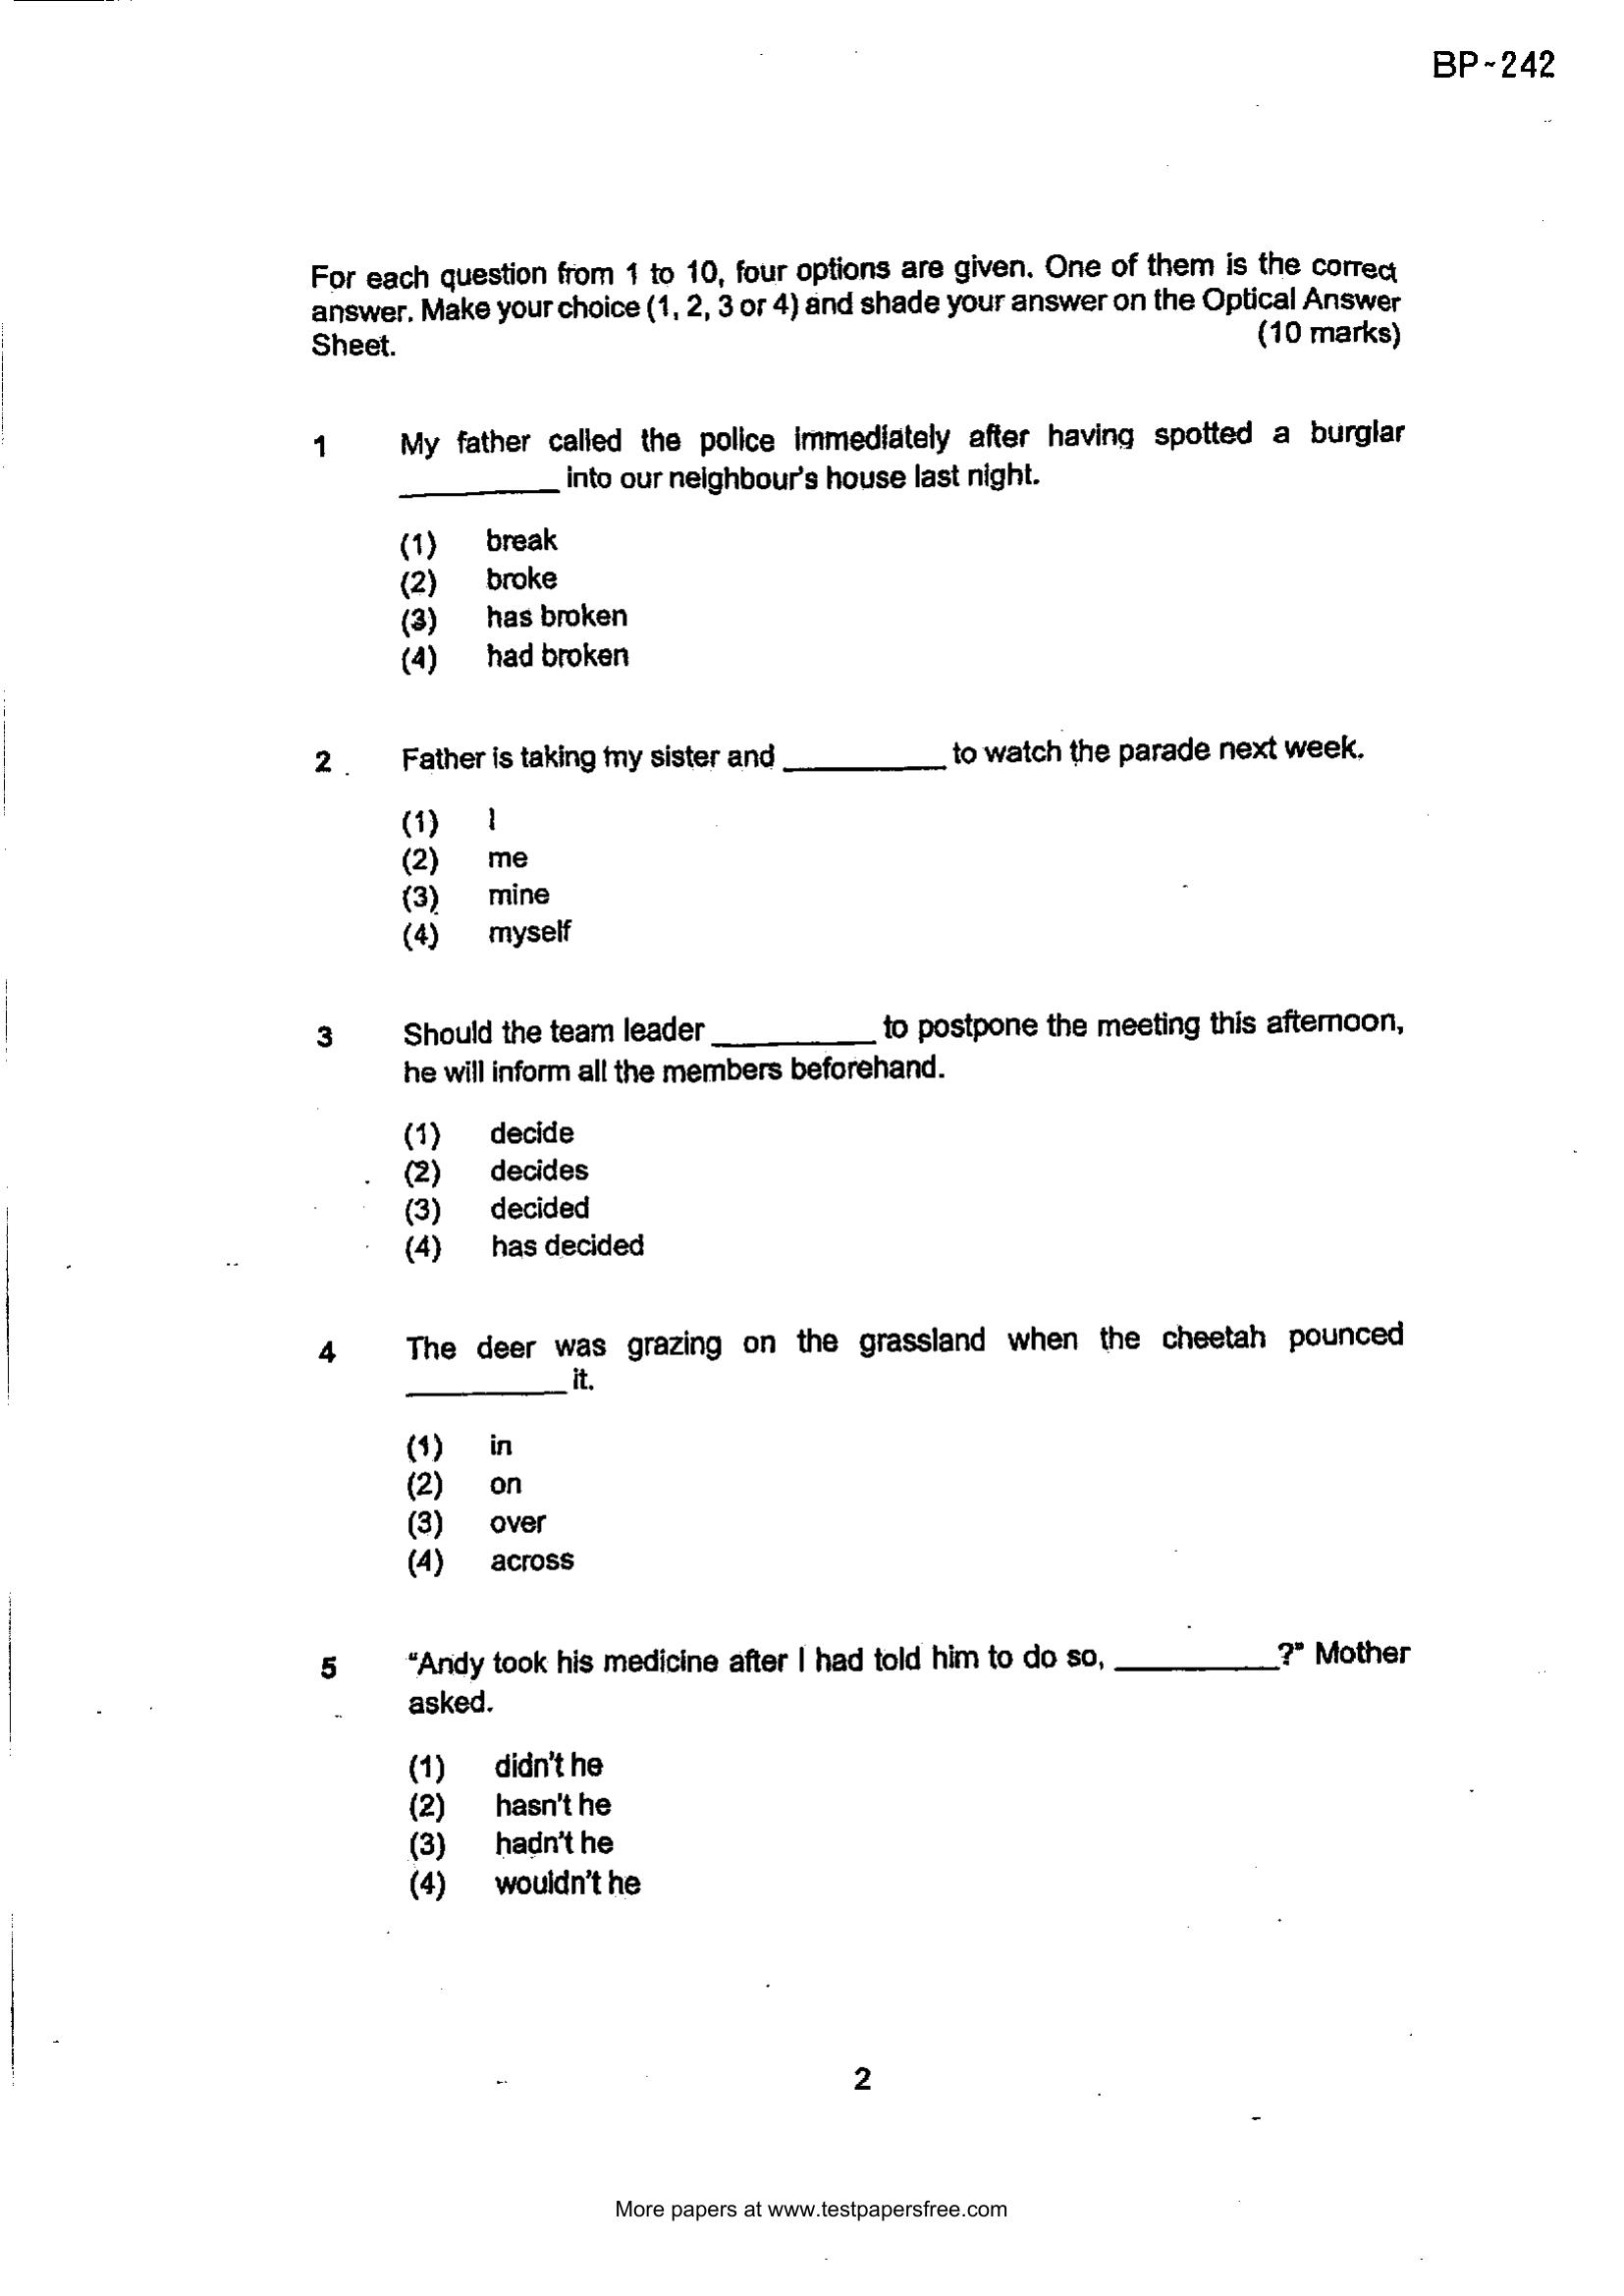 BP-242
For each question from 1 to 10, four options are given. One of them is the correct
answer. Make your choice (1, 2, 3 or 4) and shade your answer on the Optical Answer
Sheet. (10 marks)
1 My father called the police immediately after having spotted a burglar
__________ into our neighbour's house last night.
(1) break
(2) broke
(3) has broken
(4) had broken
2 Father is taking my sister and __________ to watch the parade next week.
(1) I
(2) me
(3) mine
(4) myself
3 Should the team leader __________ to postpone the meeting this afternoon,
he will inform all the members beforehand.
(1) decide
(2) decides
(3) decided
(4) has decided
4 The deer was grazing on the grassland when the cheetah pounced
__________ it.
(1) in
(2) on
(3) over
(4) across
5 "Andy took his medicine after I had told him to do so, __________?" Mother
asked.
(1) didn't he
(2) hasn't he
(3) hadn't he
(4) wouldn't he
2
More papers at www.testpapersfree.com